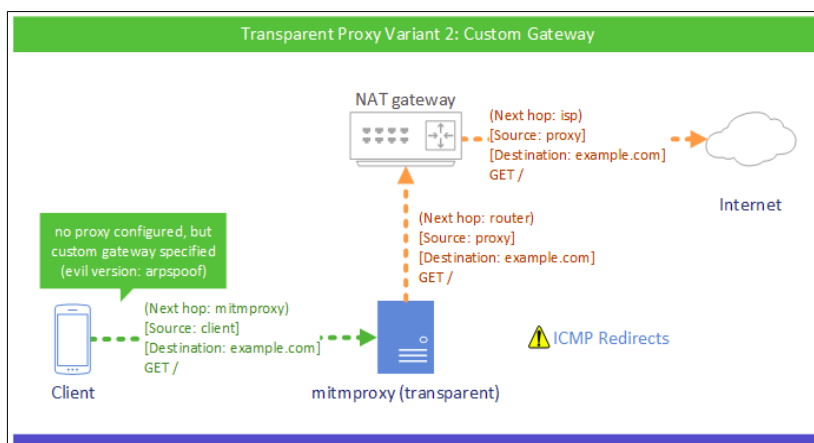 Transparent Proxy Variant 2: Custom Gateway
NAT gateway
(Next hop: isp)
[Source: proxy]
[Destination: example.com]
GET /
Internet
(Next hop: router)
[Source: proxy]
[Destination: example.com]
GET /
no proxy configured, but
custom gateway specified
(evil version: arpspoof)
(Next hop: mitmproxy)
[Source: client]
[Destination: example.com]
GET /
ICMP Redirects
Client
mitmproxy (transparent)